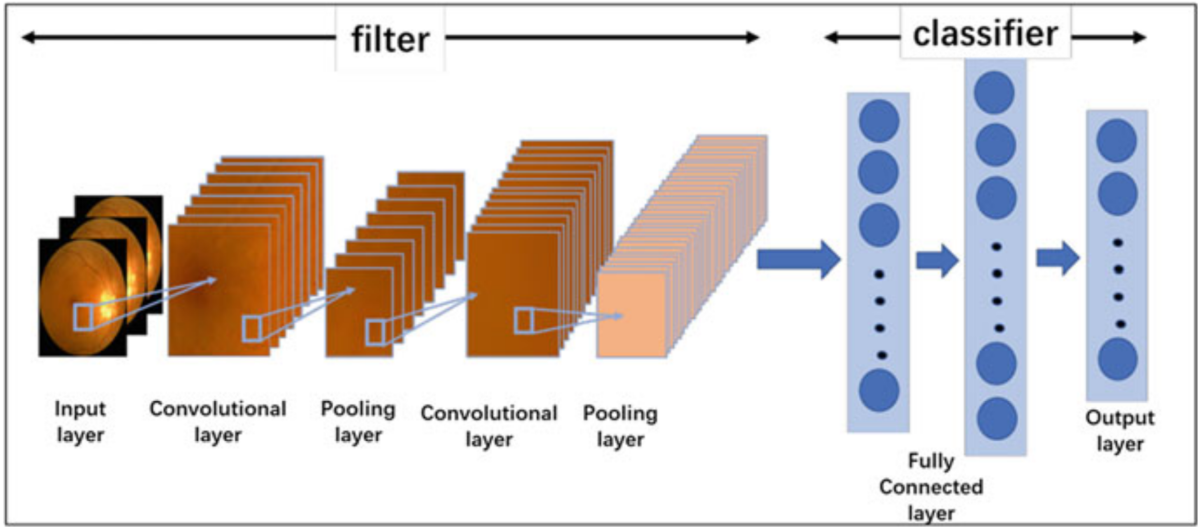 filter
classifier
Input
layer
Convolutional
layer
Pooling
layer
Convolutional
layer
Pooling
layer
Fully
Connected
layer
Output
layer